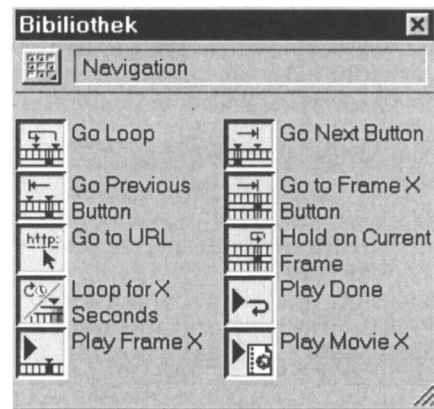 Bibiliothek
Navigation
Go Loop
Go Next Button
Go Previous
Button
Go to Frame X
Button
http:
Go to URL
Hold on Current
Frame
Loop for X
Seconds
Play Done
Play Frame X
Play Movie X